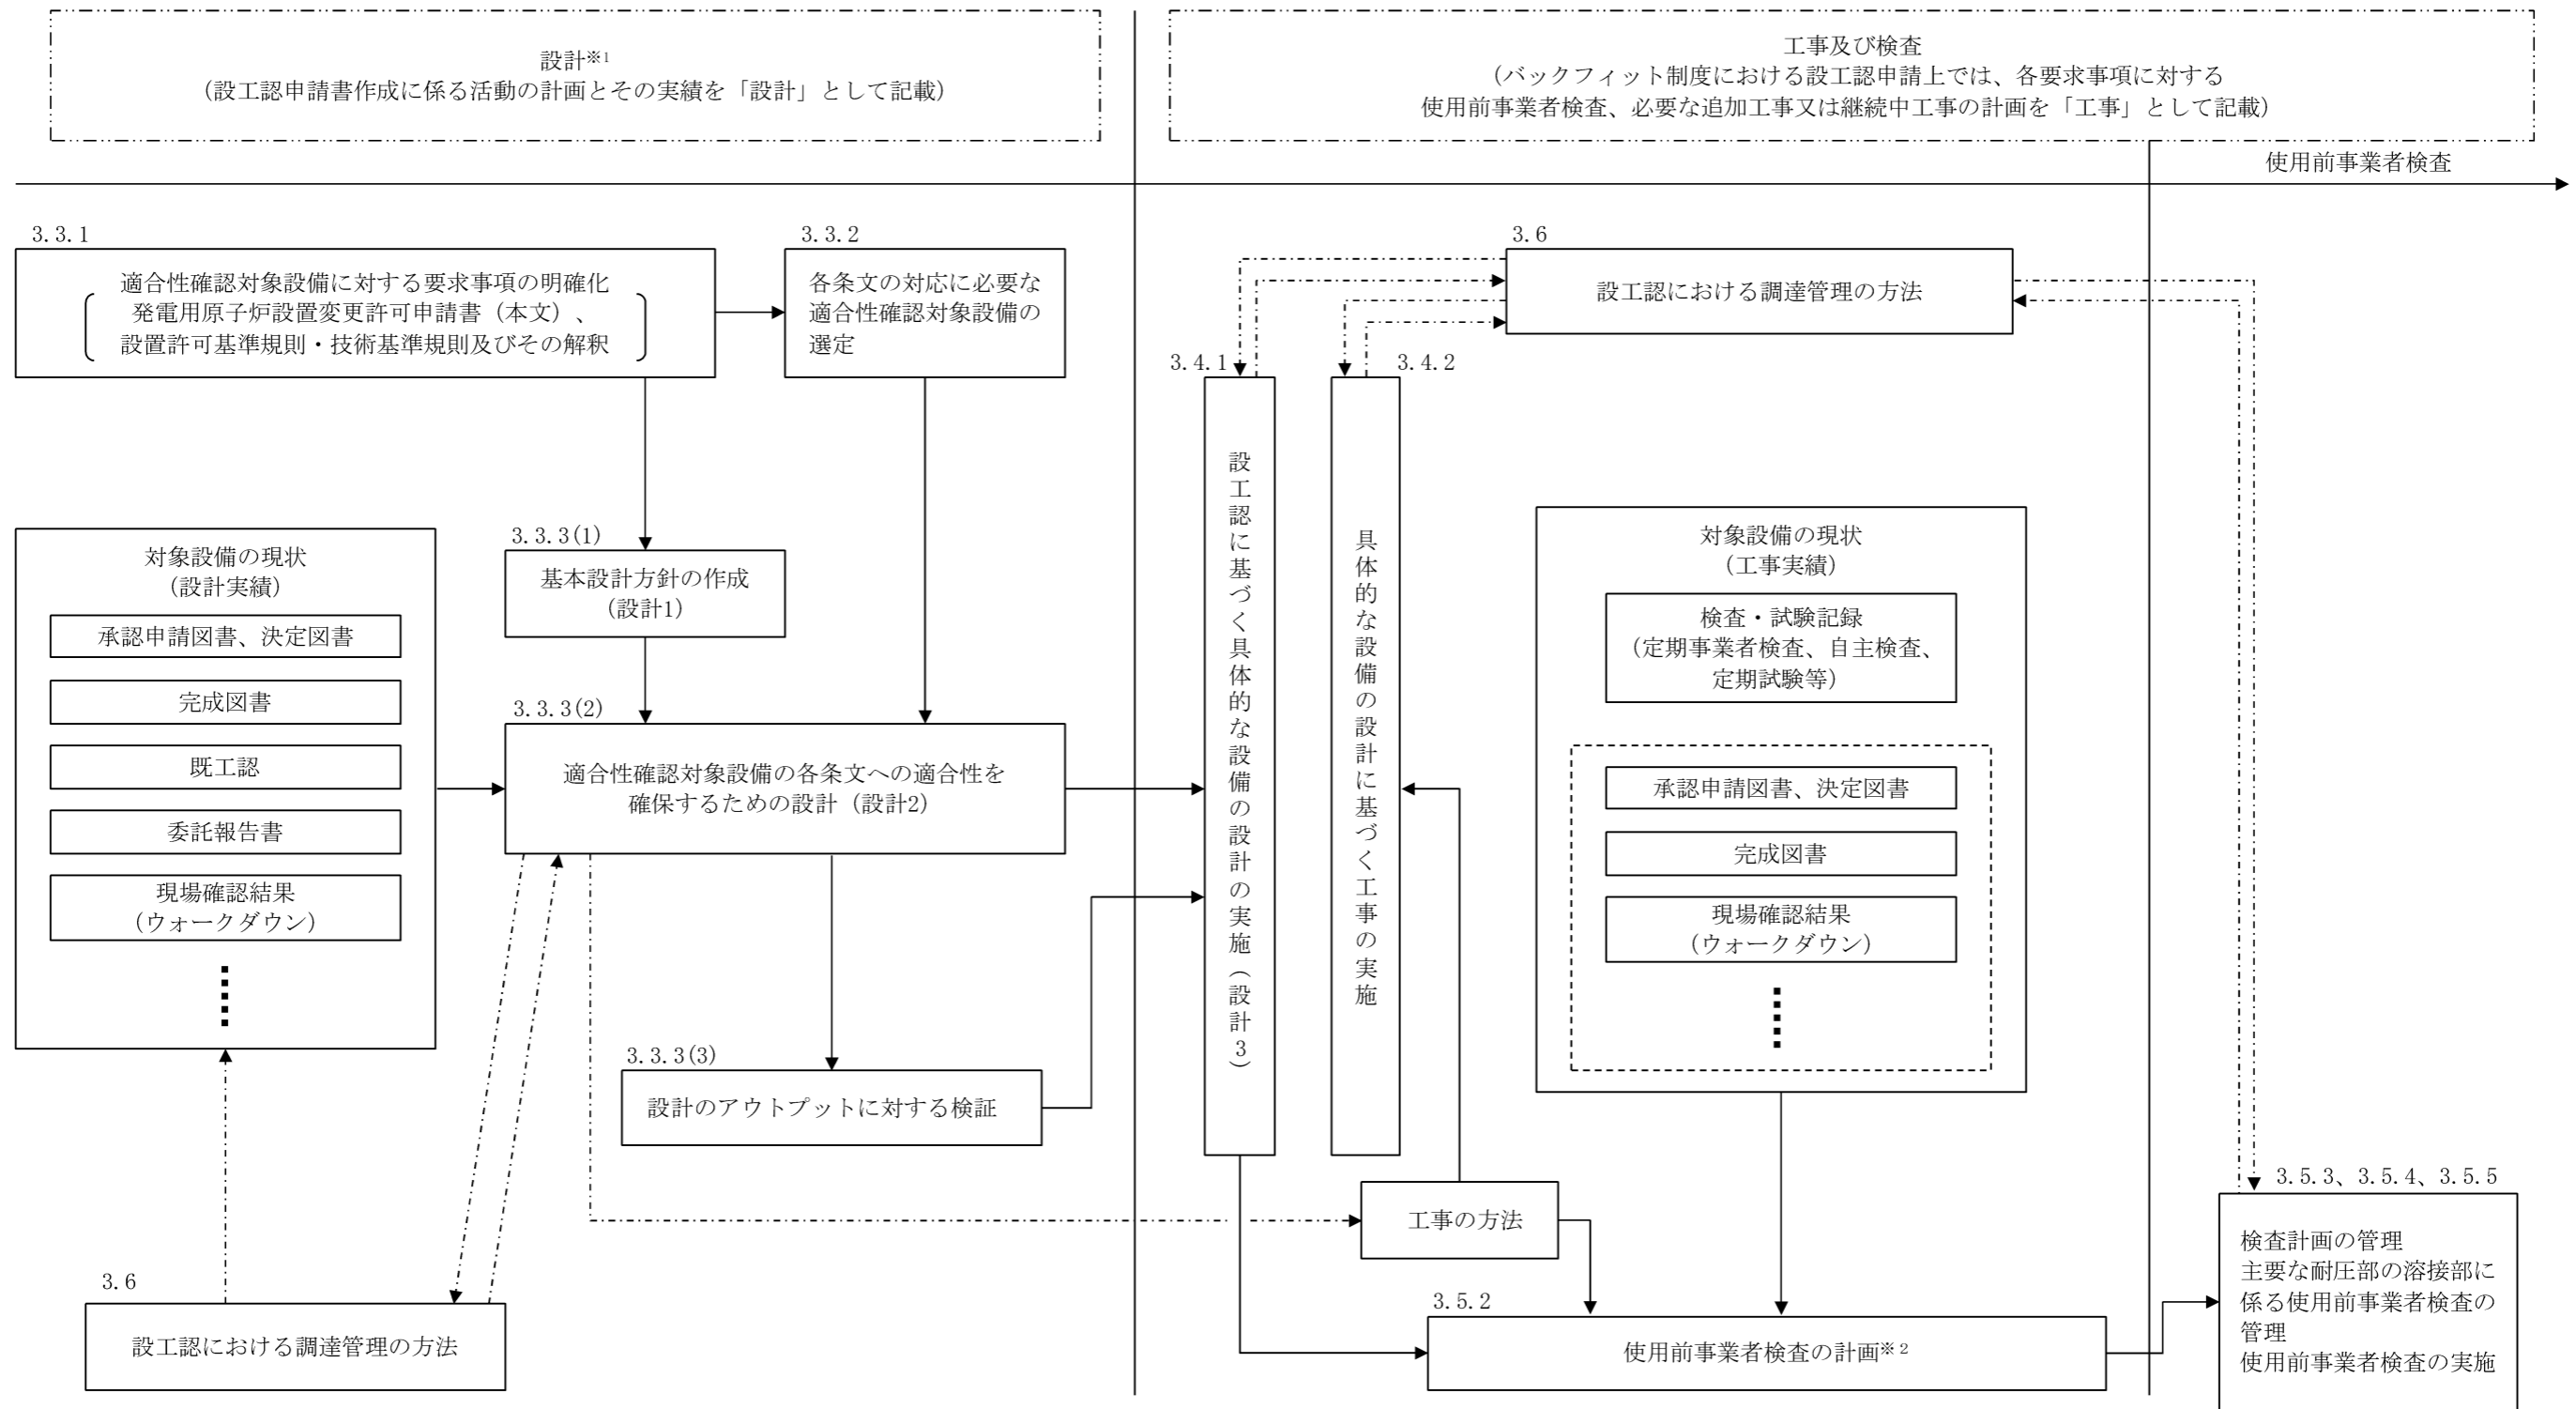 設計※1
（設工認申請書作成に係る活動の計画とその実績を「設計」として記載）
工事及び検査
（バックフィット制度における設工認申請上では、各要求事項に対する
使用前事業者検査、必要な追加工事又は継続中工事の計画を「工事」として記載）
使用前事業者検査
3.3.1
適合性確認対象設備に対する要求事項の明確化
発電用原子炉設置変更許可申請書（本文）、
設置許可基準規則・技術基準規則及びその解釈
3.3.2
各条文の対応に必要な
適合性確認対象設備の
選定
対象設備の現状
（設計実績）
承認申請図書、決定図書
完成図書
既工認
委託報告書
現場確認結果
（ウォークダウン）
3.3.3(1)
基本設計方針の作成
（設計1）
3.3.3(2)
適合性確認対象設備の各条文への適合性を
確保するための設計（設計2）
3.3.3(3)
設計のアウトプットに対する検証
3.6
設工認における調達管理の方法
3.6
設工認における調達管理の方法
3.4.1
設工認に基づく具体的な設備の設計の実施（設計3）
3.4.2
具体的な設備の設計に基づく工事の実施
対象設備の現状
（工事実績）
検査・試験記録
（定期事業者検査、自主検査、
定期試験等）
承認申請図書、決定図書
完成図書
現場確認結果
（ウォークダウン）
工事の方法
3.5.2
使用前事業者検査の計画※2
3.5.3、3.5.4、3.5.5
検査計画の管理
主要な耐圧部の溶接部に
係る使用前事業者検査の
管理
使用前事業者検査の実施